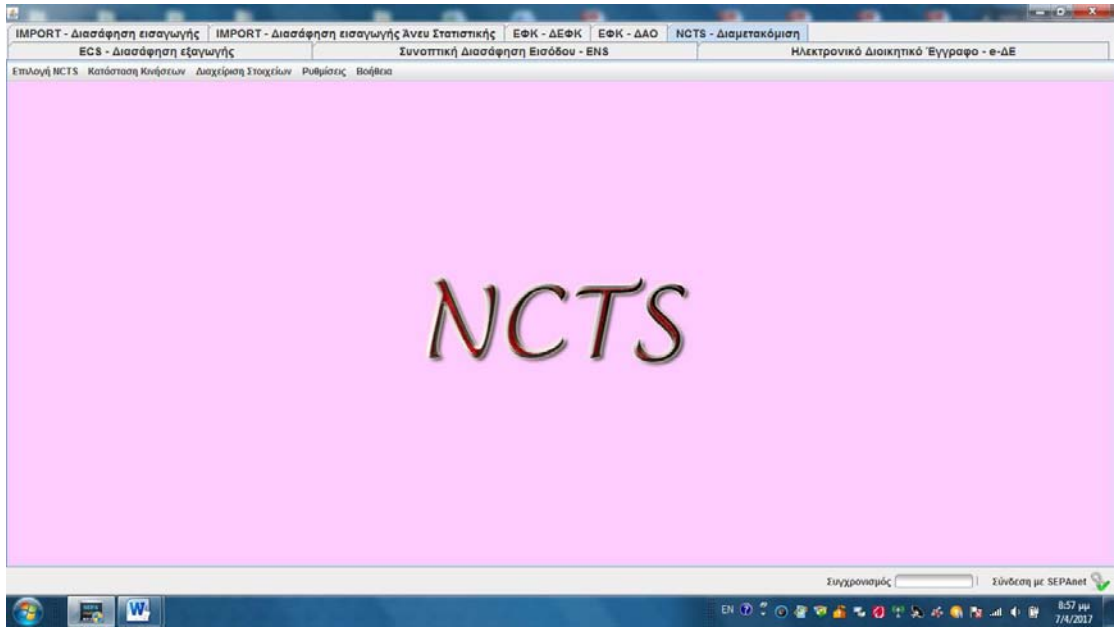 IMPORT - Διασάφηση εισαγωγής IMPORT - Διασάφηση εισαγωγής Άνευ Στατιστικής ΕΦΚ - ΔΕΦΚ ΕΦΚ - ΔΑΟ NCTS - Διαμετακόμιση
ECS - Διασάφηση εξαγωγής Συνοπτική Διασάφηση Εισόδου - ENS Ηλεκτρονικό Διοικητικό Έγγραφο - e-ΔΕ
Επιλογή NCTS Κατάσταση Κινήσεων Διαχείριση Στοιχείων Ρυθμίσεις Βοήθεια
NCTS
Συγχρονισμός Σύνδεση με SEPAnet
EN 8:57 μμ
7/4/2017